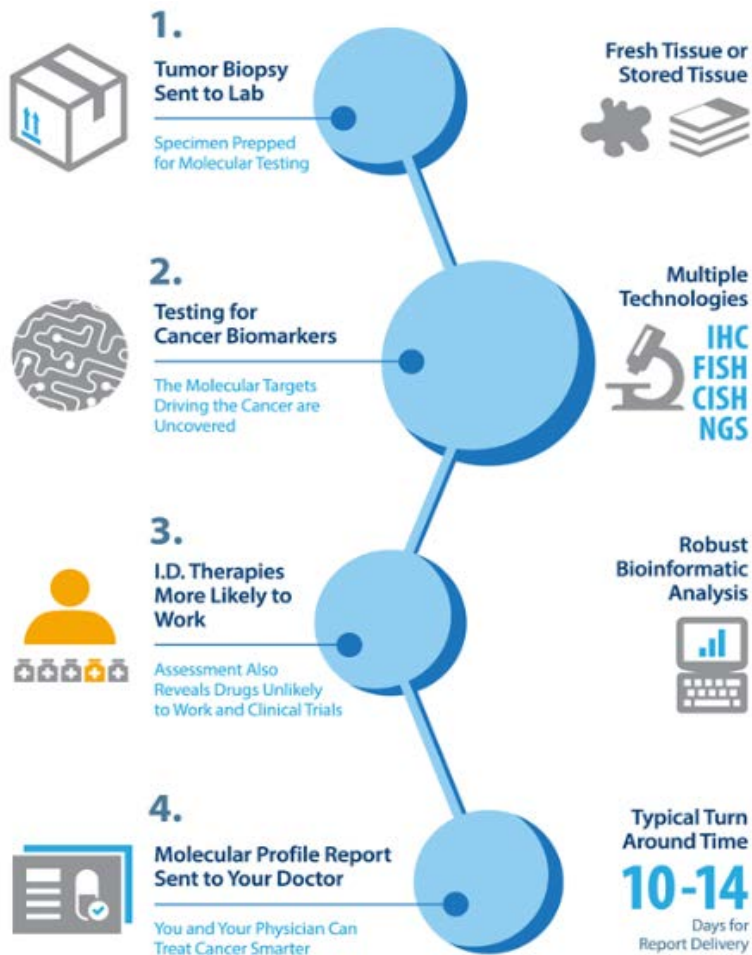 1.
Tumor Biopsy
Sent to Lab
Specimen Prepped
for Molecular Testing
Fresh Tissue or
Stored Tissue
2.
Testing for
Cancer Biomarkers
The Molecular Targets
Driving the Cancer are
Uncovered
Multiple
Technologies
IHC
FISH
CISH
NGS
3.
I.D. Therapies
More Likely to
Work
Assessment Also
Reveals Drugs Unlikely
to Work and Clinical Trials
Robust
Bioinformatic
Analysis
4.
Molecular Profile Report
Sent to Your Doctor
You and Your Physician Can
Treat Cancer Smarter
Typical Turn
Around Time
10-14
Days for
Report Delivery